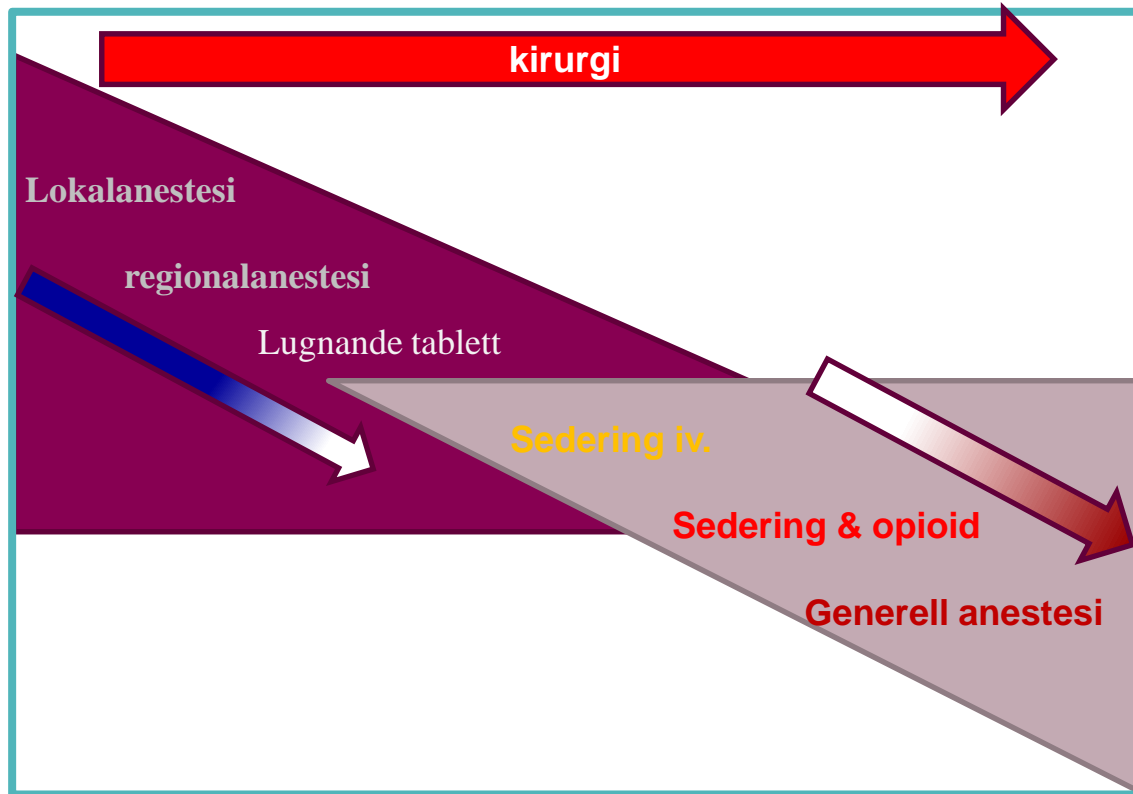 kirurgi
Lokalanestesi
regionalanestesi
Lugnande tablett
Sedering iv.
Sedering & opioid
Generell anestesi